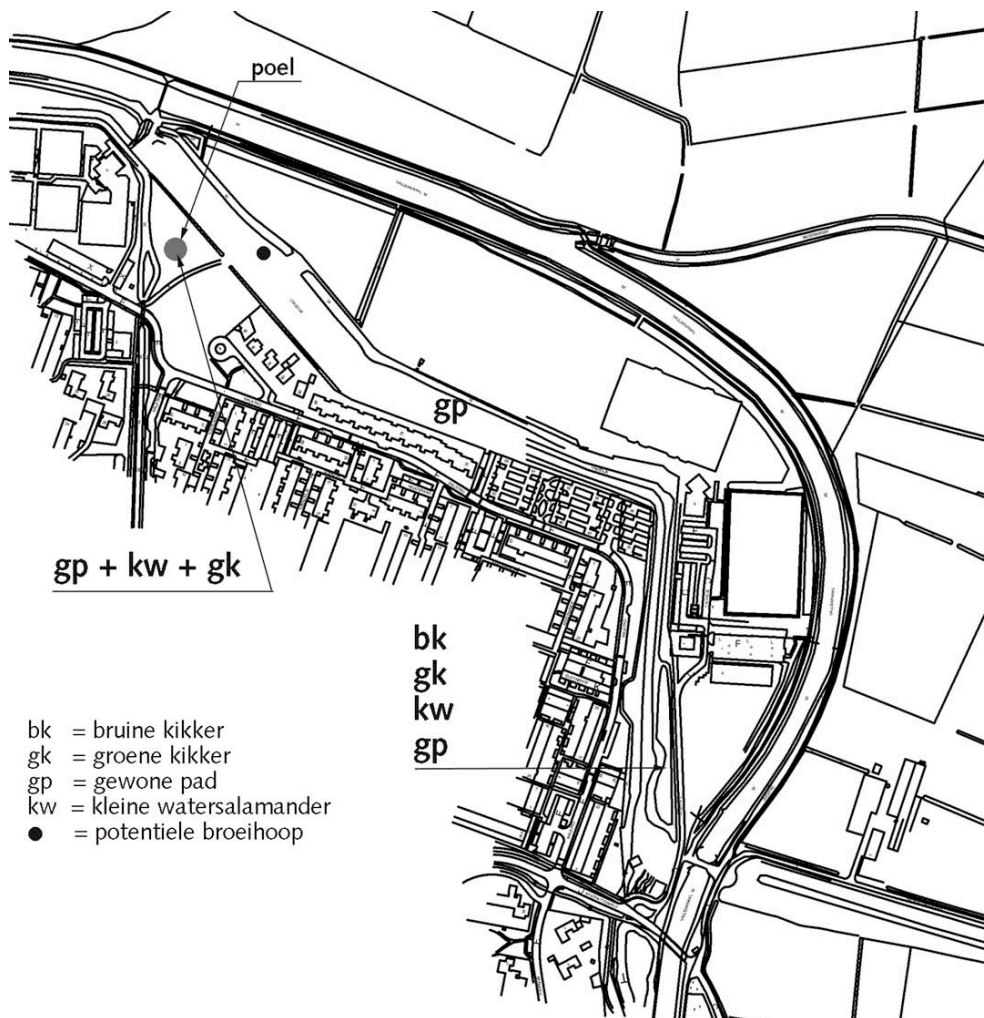 poel
VALLEIKANAAL
gp
gp + kw + gk
bk
gk
kw
gp
bk = bruine kikker
gk = groene kikker
gp = gewone pad
kw = kleine watersalamander
● = potentiele broeihoop